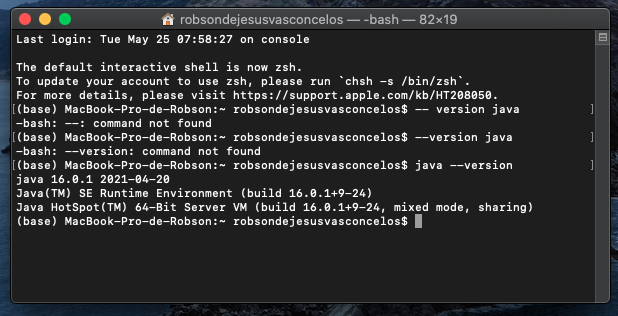 robsondejesusvasconcelos — -bash — 82×19
Last login: Tue May 25 07:58:27 on console
The default interactive shell is now zsh.
To update your account to use zsh, please run `chsh -s /bin/zsh`.
For more details, please visit https://support.apple.com/kb/HT208050.
[(base) MacBook-Pro-de-Robson:~ robsondejesusvasconcelos$ -- version java ]
-bash: --: command not found
[(base) MacBook-Pro-de-Robson:~ robsondejesusvasconcelos$ --version java ]
-bash: --version: command not found
[(base) MacBook-Pro-de-Robson:~ robsondejesusvasconcelos$ java --version ]
java 16.0.1 2021-04-20
Java(TM) SE Runtime Environment (build 16.0.1+9-24)
Java HotSpot(TM) 64-Bit Server VM (build 16.0.1+9-24, mixed mode, sharing)
(base) MacBook-Pro-de-Robson:~ robsondejesusvasconcelos$